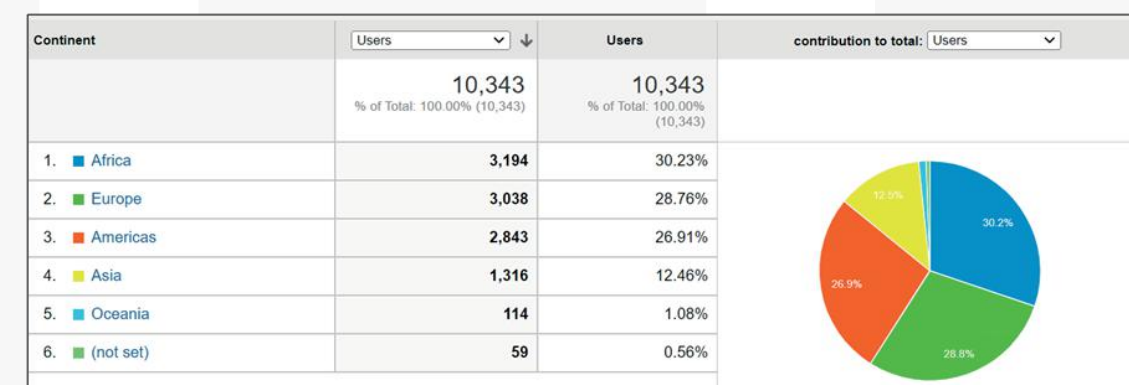 Continent Users Users contribution to total: Users
10,343 10,343
% of Total: 100.00% (10,343) % of Total: 100.00%
(10,343)
1. Africa 3,194 30.23%
2. Europe 3,038 28.76%
3. Americas 2,843 26.91%
4. Asia 1,316 12.46%
5. Oceania 114 1.08%
6. (not set) 59 0.56%
12.5%
30.2%
26.9%
28.8%